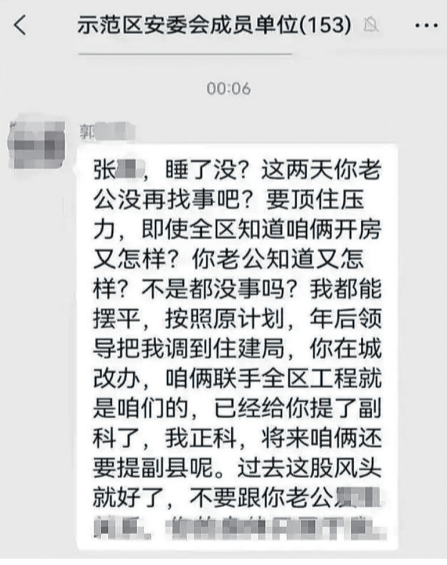 示范区安委会成员单位(153)
00:06
郭
张 ，睡了没？这两天你老
公没再找事吧？要顶住压
力，即使全区知道咱俩开房
又怎样？你老公知道又怎
样？不是都没事吗？我都能
摆平，按照原计划，年后领
导把我调到住建局，你在城
改办，咱俩联手全区工程就
是咱们的，已经给你提了副
科了，我正科，将来咱俩还
要提副县呢。过去这股风头
就好了，不要跟你老公